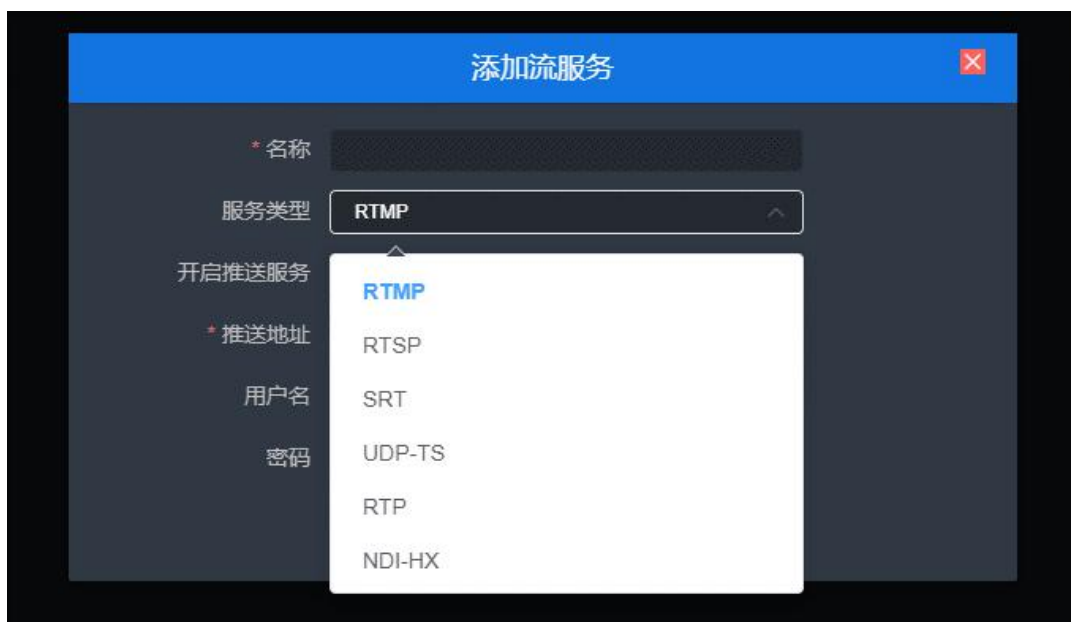 添加流服务
* 名称
服务类型 RTMP
开启推送服务
RTMP
* 推送地址
RTSP
用户名
SRT
密码
UDP-TS
RTP
NDI-HX